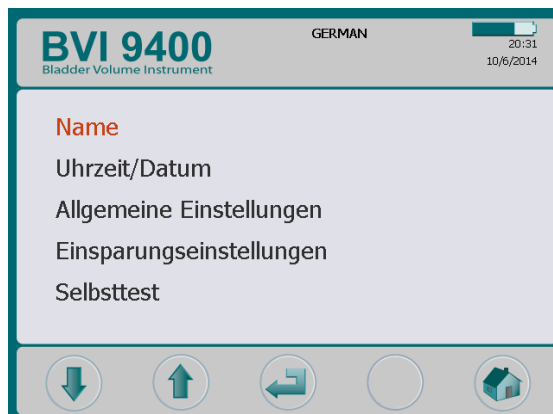 BVI 9400
Bladder Volume Instrument
GERMAN
20:31
10/6/2014
Name
Uhrzeit/Datum
Allgemeine Einstellungen
Einsparungseinstellungen
Selbsttest